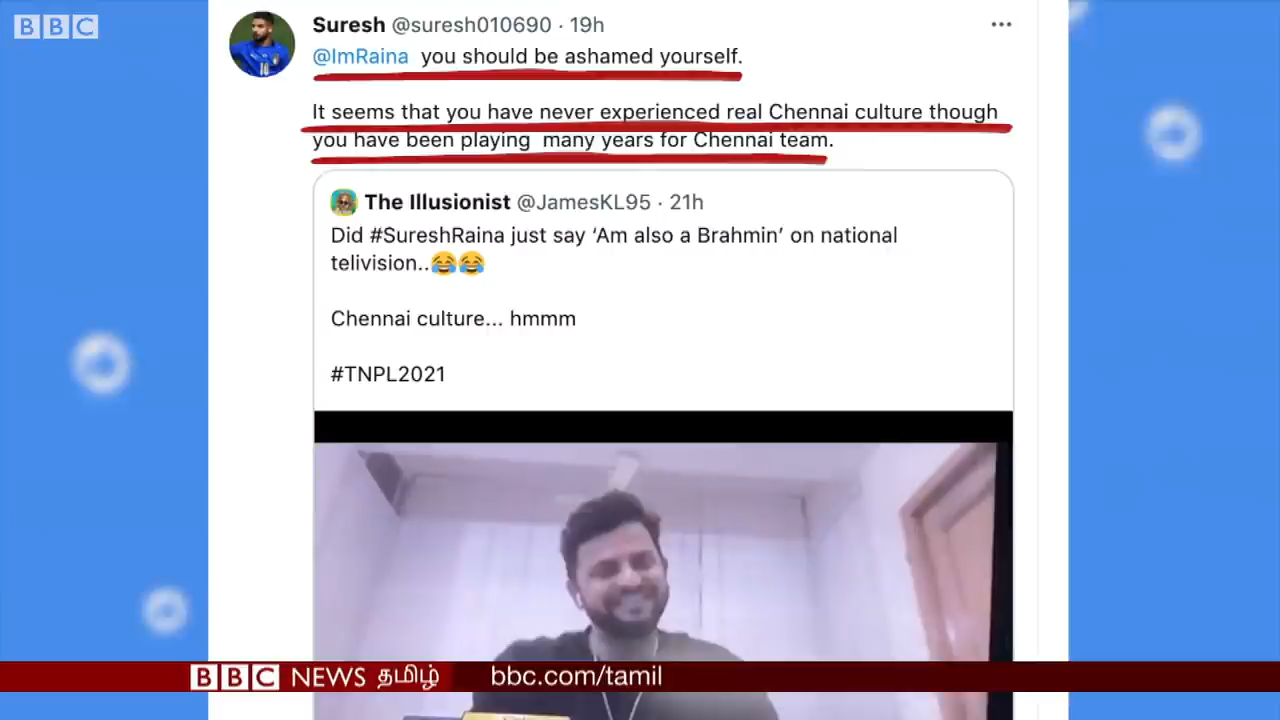 BBC
Suresh @suresh010690 · 19h
@ImRaina you should be ashamed yourself.
It seems that you have never experienced real Chennai culture though
you have been playing many years for Chennai team.
The Illusionist @JamesKL95 · 21h
Did #SureshRaina just say ‘Am also a Brahmin’ on national
telivision..😂😂
Chennai culture... hmmm
#TNPL2021
BBC NEWS தமிழ் bbc.com/tamil